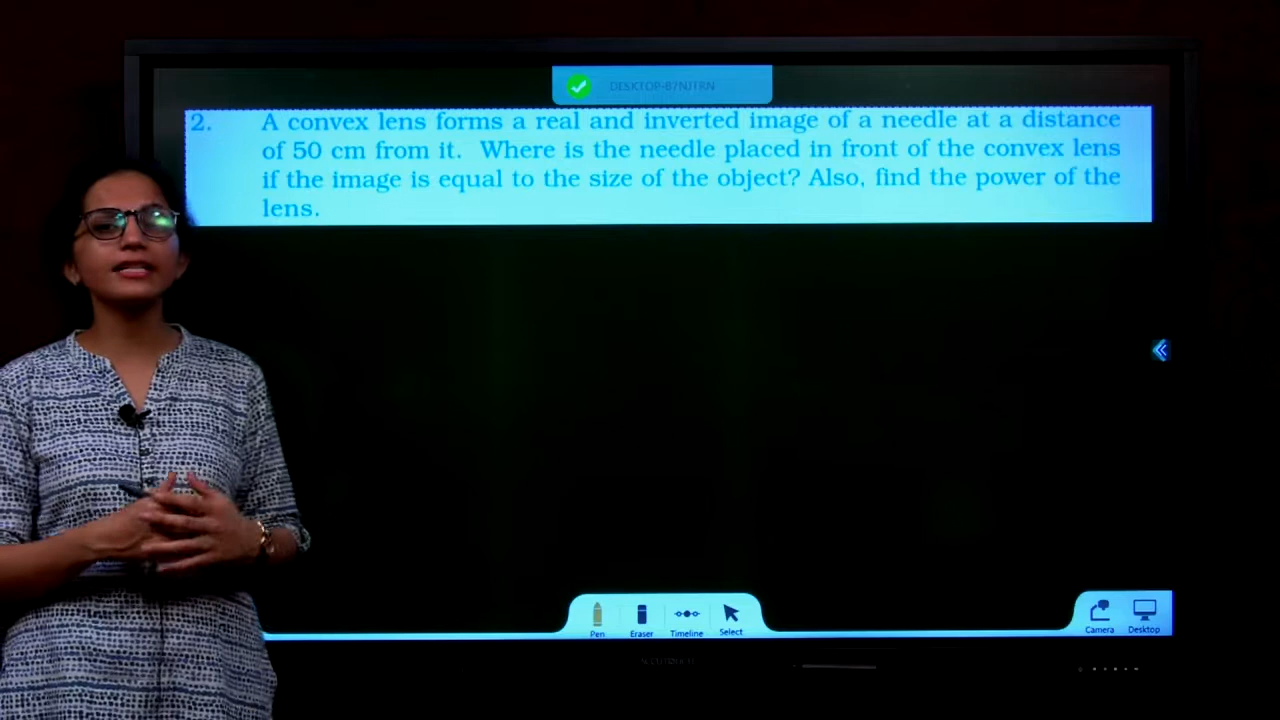 DESKTOP-B7NJTRN
2. A convex lens forms a real and inverted image of a needle at a distance
of 50 cm from it. Where is the needle placed in front of the convex lens
if the image is equal to the size of the object? Also, find the power of the
lens.
Pen Eraser Timeline Select
Camera Desktop